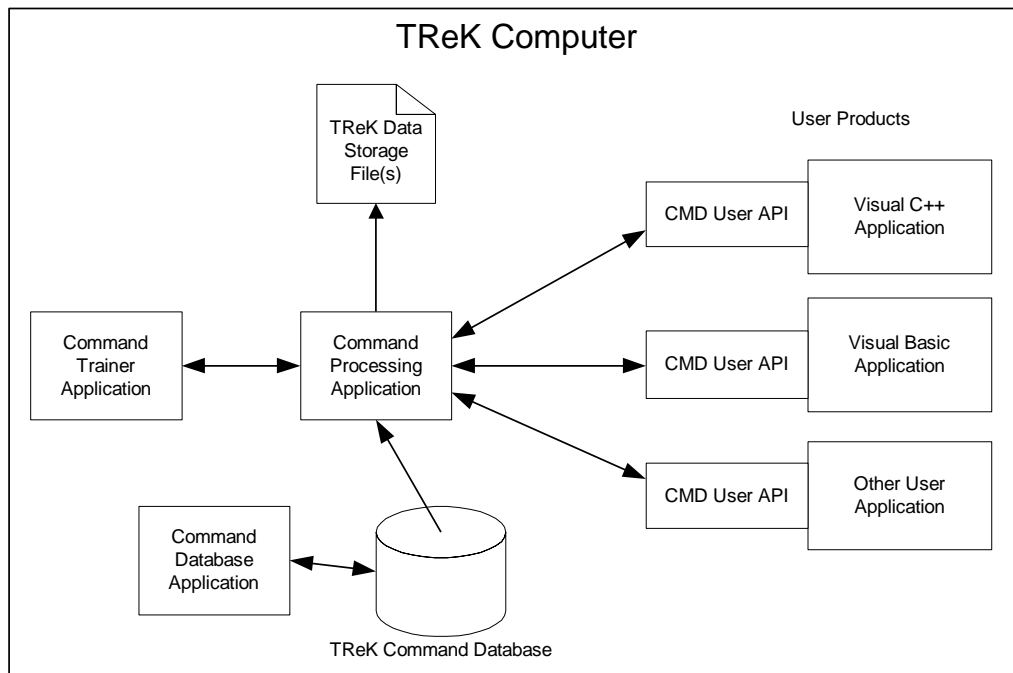 TReK Computer
TReK Data
Storage
File(s)
User Products
CMD User API
Visual C++
Application
Command
Trainer
Application
Command
Processing
Application
CMD User API
Visual Basic
Application
CMD User API
Other User
Application
Command
Database
Application
TReK Command Database